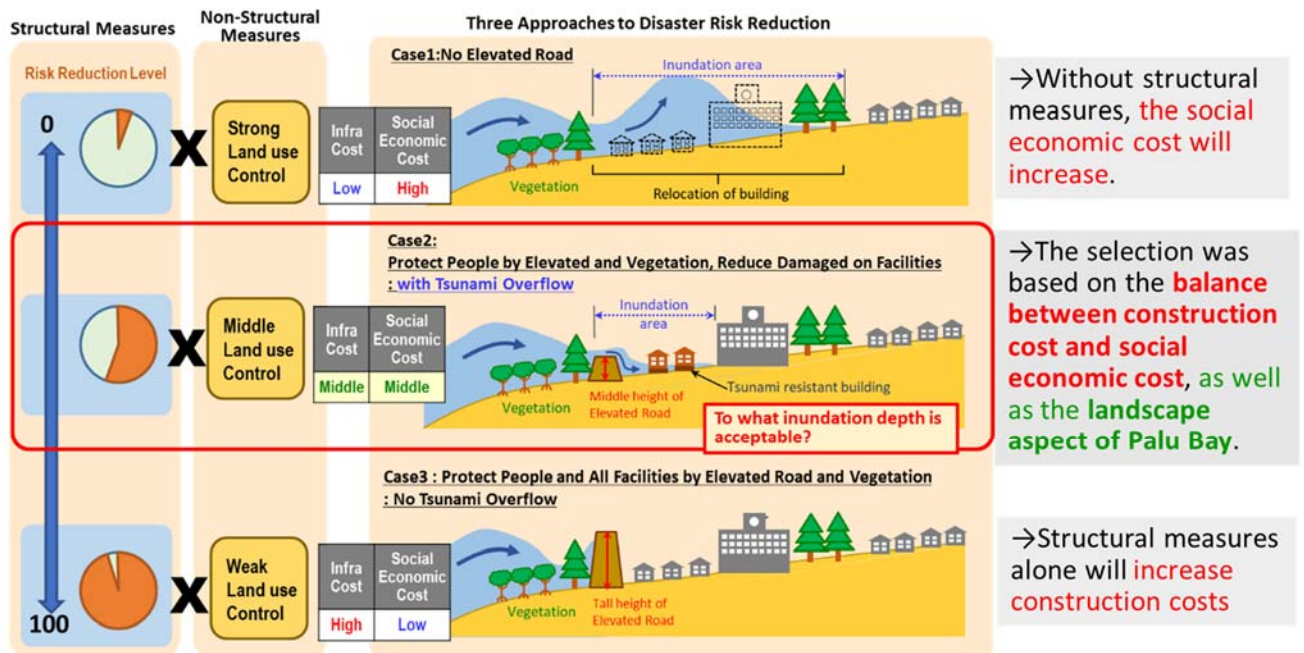 Structural Measures
Non-Structural
Measures
Three Approaches to Disaster Risk Reduction
Risk Reduction Level
0
100
X
Strong
Land use
Control
Infra
Cost
Social
Economic
Cost
Low
High
Case1:No Elevated Road
Inundation area
Vegetation
Relocation of building
→Without structural
measures, the social
economic cost will
increase.
X
Middle
Land use
Control
Infra
Cost
Social
Economic
Cost
Middle
Middle
Case2:
Protect People by Elevated and Vegetation, Reduce Damaged on Facilities
: with Tsunami Overflow
Inundation
area
Vegetation
Middle height of
Elevated Road
Tsunami resistant building
To what inundation depth is
acceptable?
→The selection was
based on the balance
between construction
cost and social
economic cost, as well
as the landscape
aspect of Palu Bay.
X
Weak
Land use
Control
Infra
Cost
Social
Economic
Cost
High
Low
Case3 : Protect People and All Facilities by Elevated Road and Vegetation
: No Tsunami Overflow
Vegetation
Tall height of
Elevated Road
→Structural measures
alone will increase
construction costs